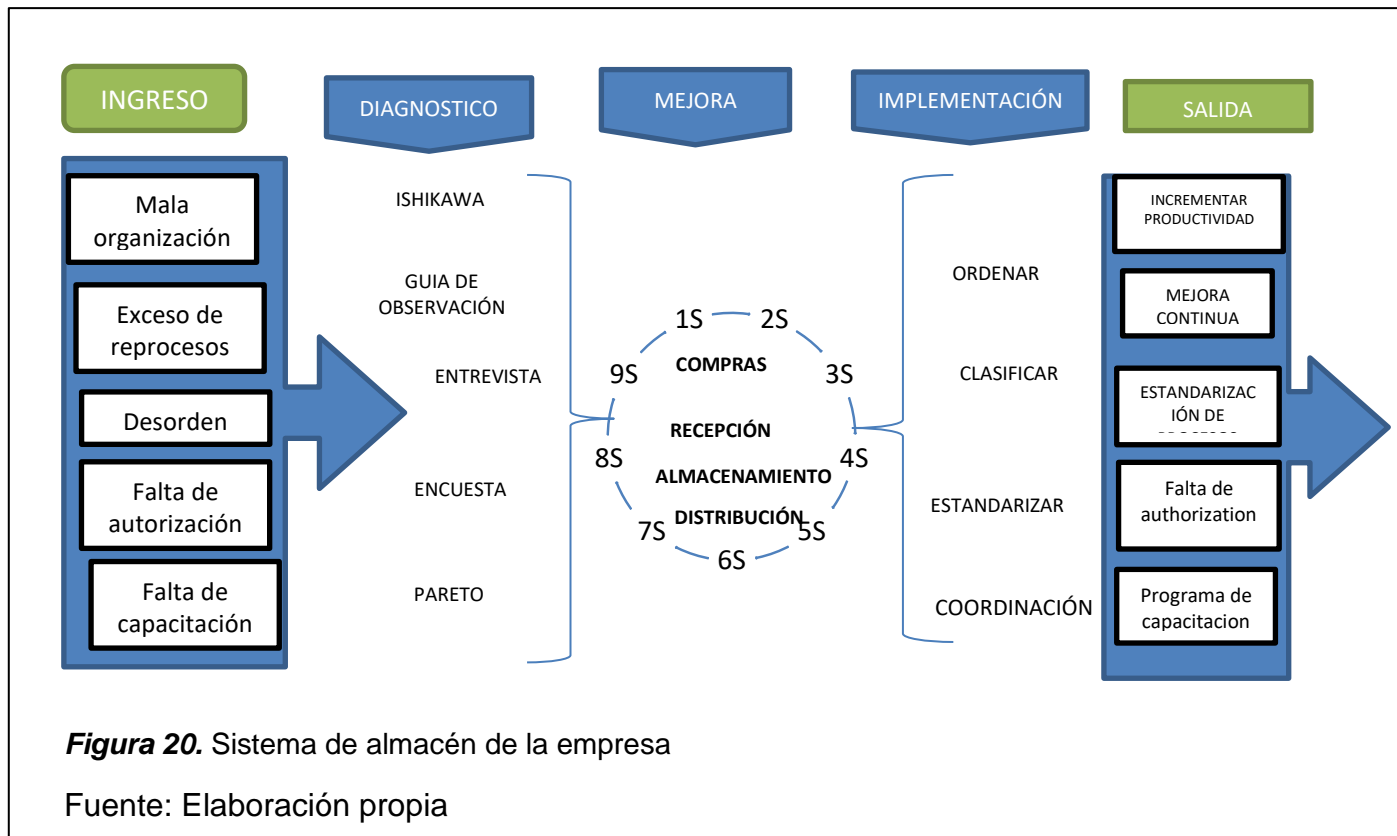 INGRESO
DIAGNOSTICO
MEJORA
IMPLEMENTACIÓN
SALIDA
Mala
organización
Exceso de
reprocesos
Desorden
Falta de
autorización
Falta de
capacitación
ISHIKAWA
GUIA DE
OBSERVACIÓN
ENTREVISTA
ENCUESTA
PARETO
1S
2S
3S
4S
5S
6S
7S
8S
9S
COMPRAS
RECEPCIÓN
ALMACENAMIENTO
DISTRIBUCIÓN
ORDENAR
CLASIFICAR
ESTANDARIZAR
COORDINACIÓN
INCREMENTAR
PRODUCTIVIDAD
MEJORA
CONTINUA
ESTANDARIZAC
IÓN DE
Falta de
authorization
Programa de
capacitacion
Figura 20. Sistema de almacén de la empresa
Fuente: Elaboración propia